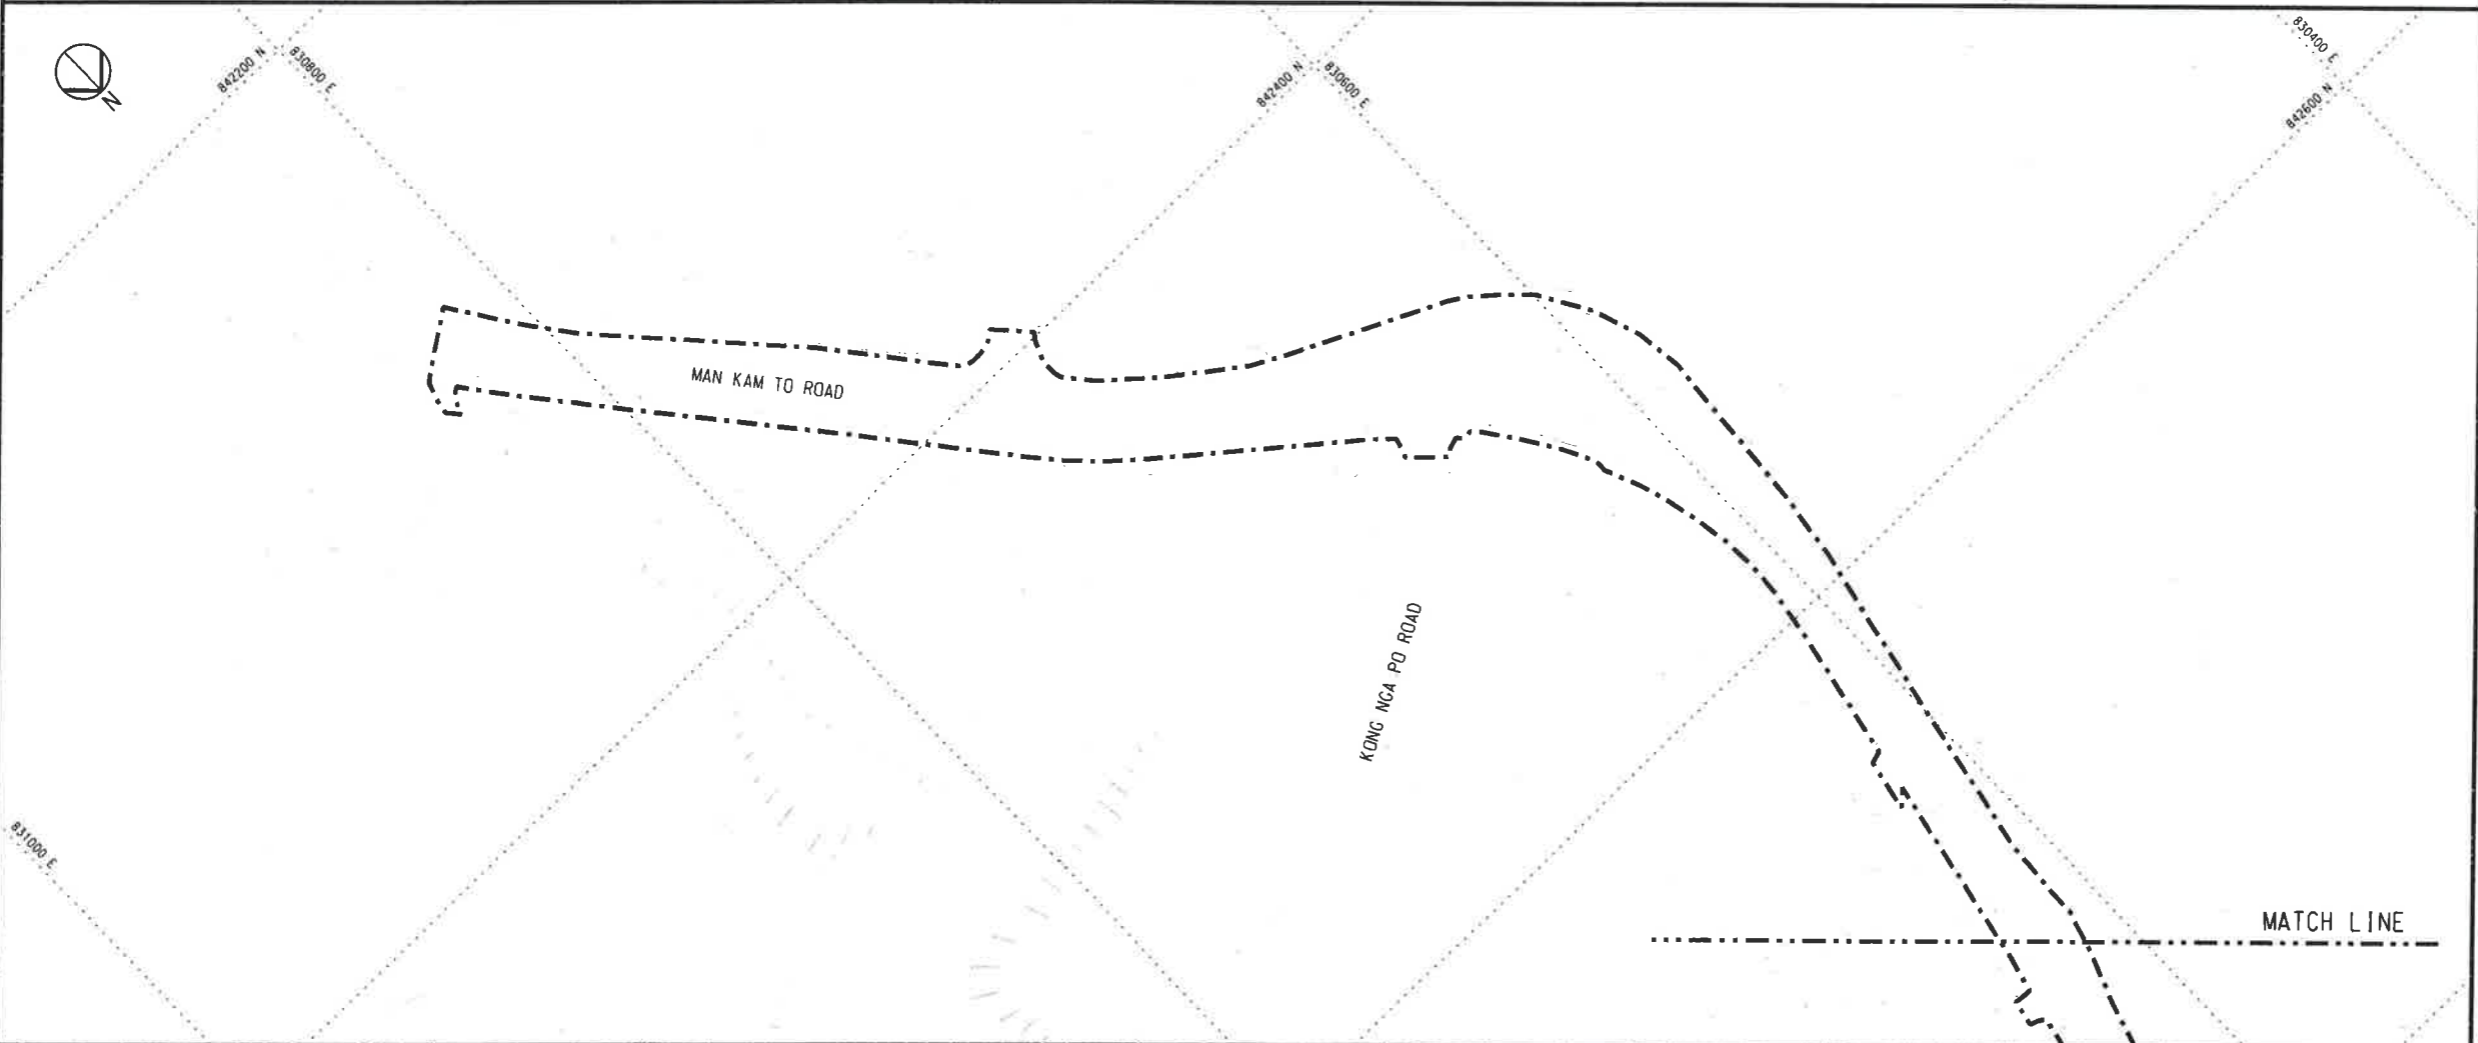 842200 N
830800 E
842400 N
830600 E
830400 E
842600 N
N
MAN KAM TO ROAD
KONG NGA PO ROAD
831000 E
MATCH LINE